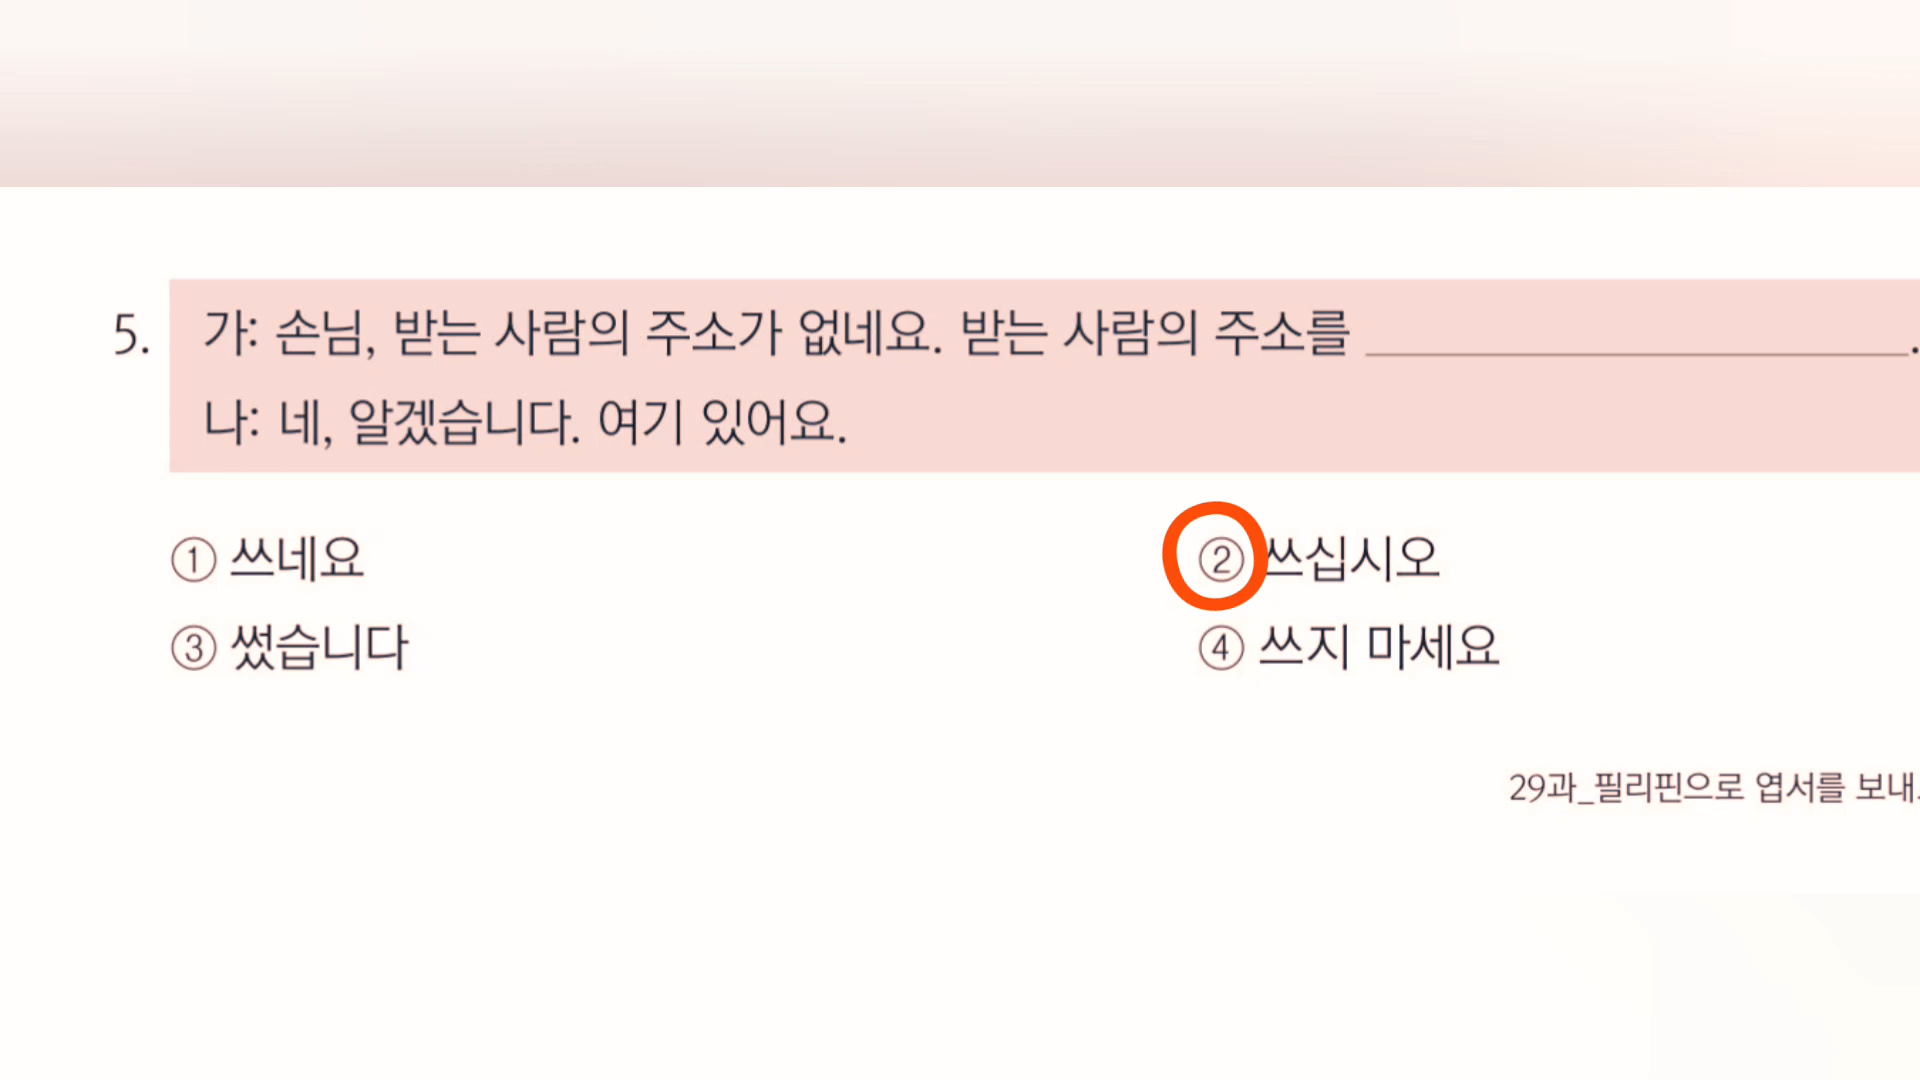 5. 가: 손님, 받는 사람의 주소가 없네요. 받는 사람의 주소를 ____________.
나: 네, 알겠습니다. 여기 있어요.
① 쓰네요 ② 쓰십시오
③ 썼습니다 ④ 쓰지 마세요
29과_필리핀으로 엽서를 보내